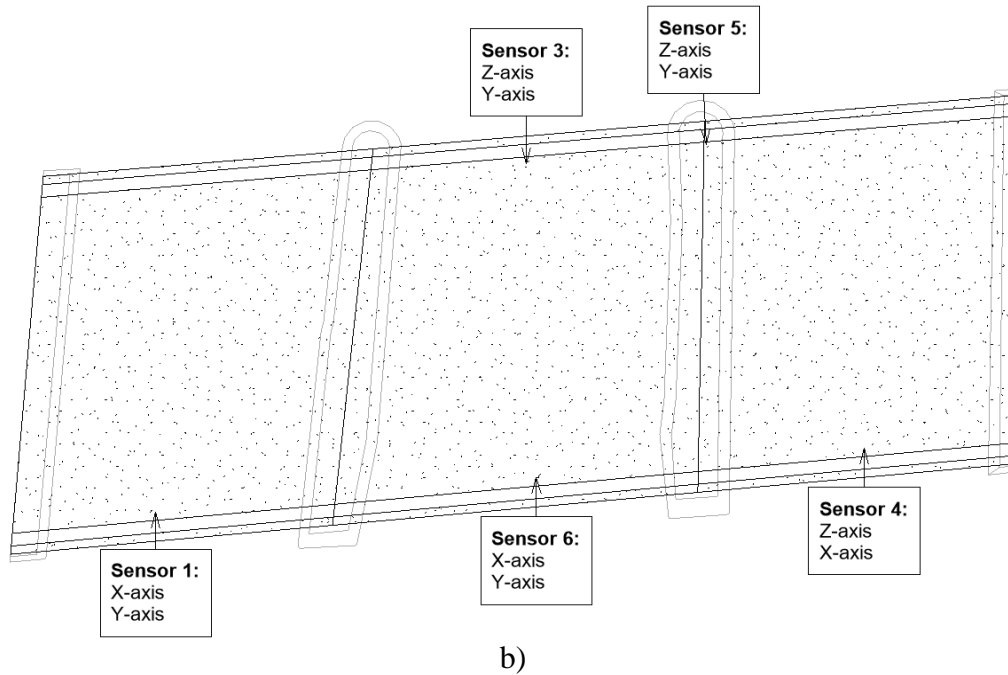 Sensor 5:
Z-axis
Y-axis
Sensor 3:
Z-axis
Y-axis
Sensor 4:
Z-axis
X-axis
Sensor 6:
X-axis
Y-axis
Sensor 1:
X-axis
Y-axis
b)